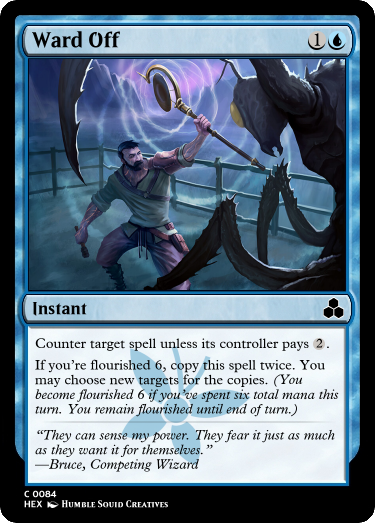 Ward Off
1
Instant
Counter target spell unless its controller pays 2.
If you're flourished 6, copy this spell twice. You
may choose new targets for the copies. (You
become flourished 6 if you've spent six total mana this
turn. You remain flourished until end of turn.)
"They can sense my power. They fear it just as much
as they want it for themselves."
—Bruce, Competing Wizard
C 0084
HEX Humble Squid Creatives